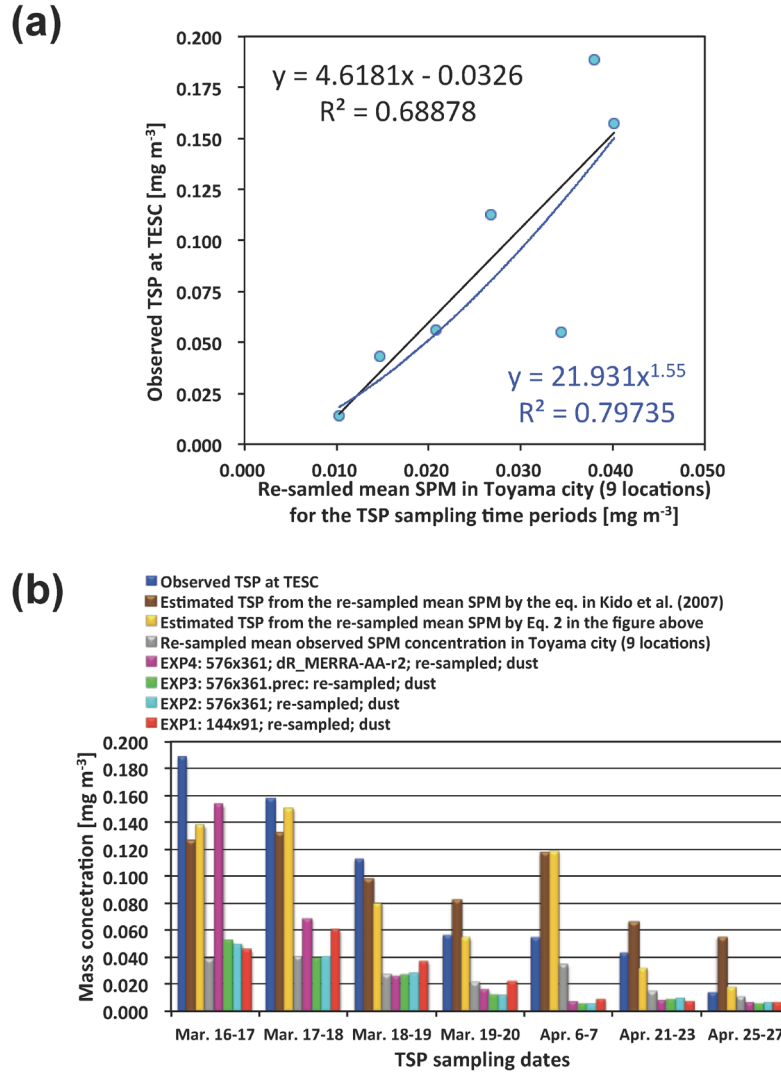 (a)
0.200
0.175
0.150
0.125
0.100
0.075
0.050
0.025
0.000
Observed TSP at TESC [mg m-3]
y = 4.6181x - 0.0326
R² = 0.68878
y = 21.931x^1.55
R² = 0.79735
0.000 0.010 0.020 0.030 0.040 0.050
Re-samled mean SPM in Toyama city (9 locations)
for the TSP sampling time periods [mg m-3]
(b)
Observed TSP at TESC
Estimated TSP from the re-sampled mean SPM by the eq. in Kido et al. (2007)
Estimated TSP from the re-sampled mean SPM by Eq. 2 in the figure above
Re-sampled mean observed SPM concentration in Toyama city (9 locations)
EXP4: 576x361; dR_MERRA-AA-r2; re-sampled; dust
EXP3: 576x361.prec: re-sampled; dust
EXP2: 576x361; re-sampled; dust
EXP1: 144x91; re-sampled; dust
0.200
0.180
0.160
0.140
0.120
0.100
0.080
0.060
0.040
0.020
0.000
Mass concetration [mg m-3]
Mar. 16-17 Mar. 17-18 Mar. 18-19 Mar. 19-20 Apr. 6-7 Apr. 21-23 Apr. 25-27
TSP sampling dates